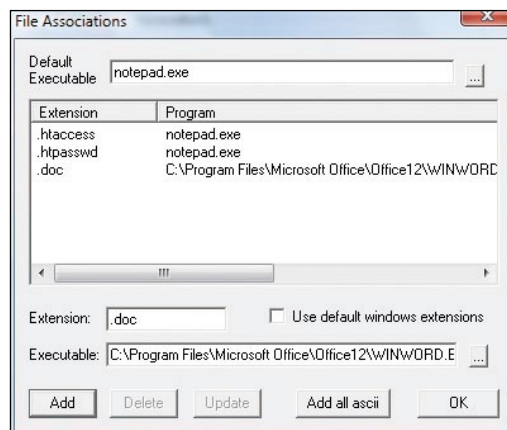 File Associations
Default
Executable
notepad.exe
...
Extension Program
.htaccess notepad.exe
.htpasswd notepad.exe
.doc C:\Program Files\Microsoft Office\Office12\WINWORD
Extension: .doc Use default windows extensions
Executable: C:\Program Files\Microsoft Office\Office12\WINWORD.E ...
Add Delete Update Add all ascii OK